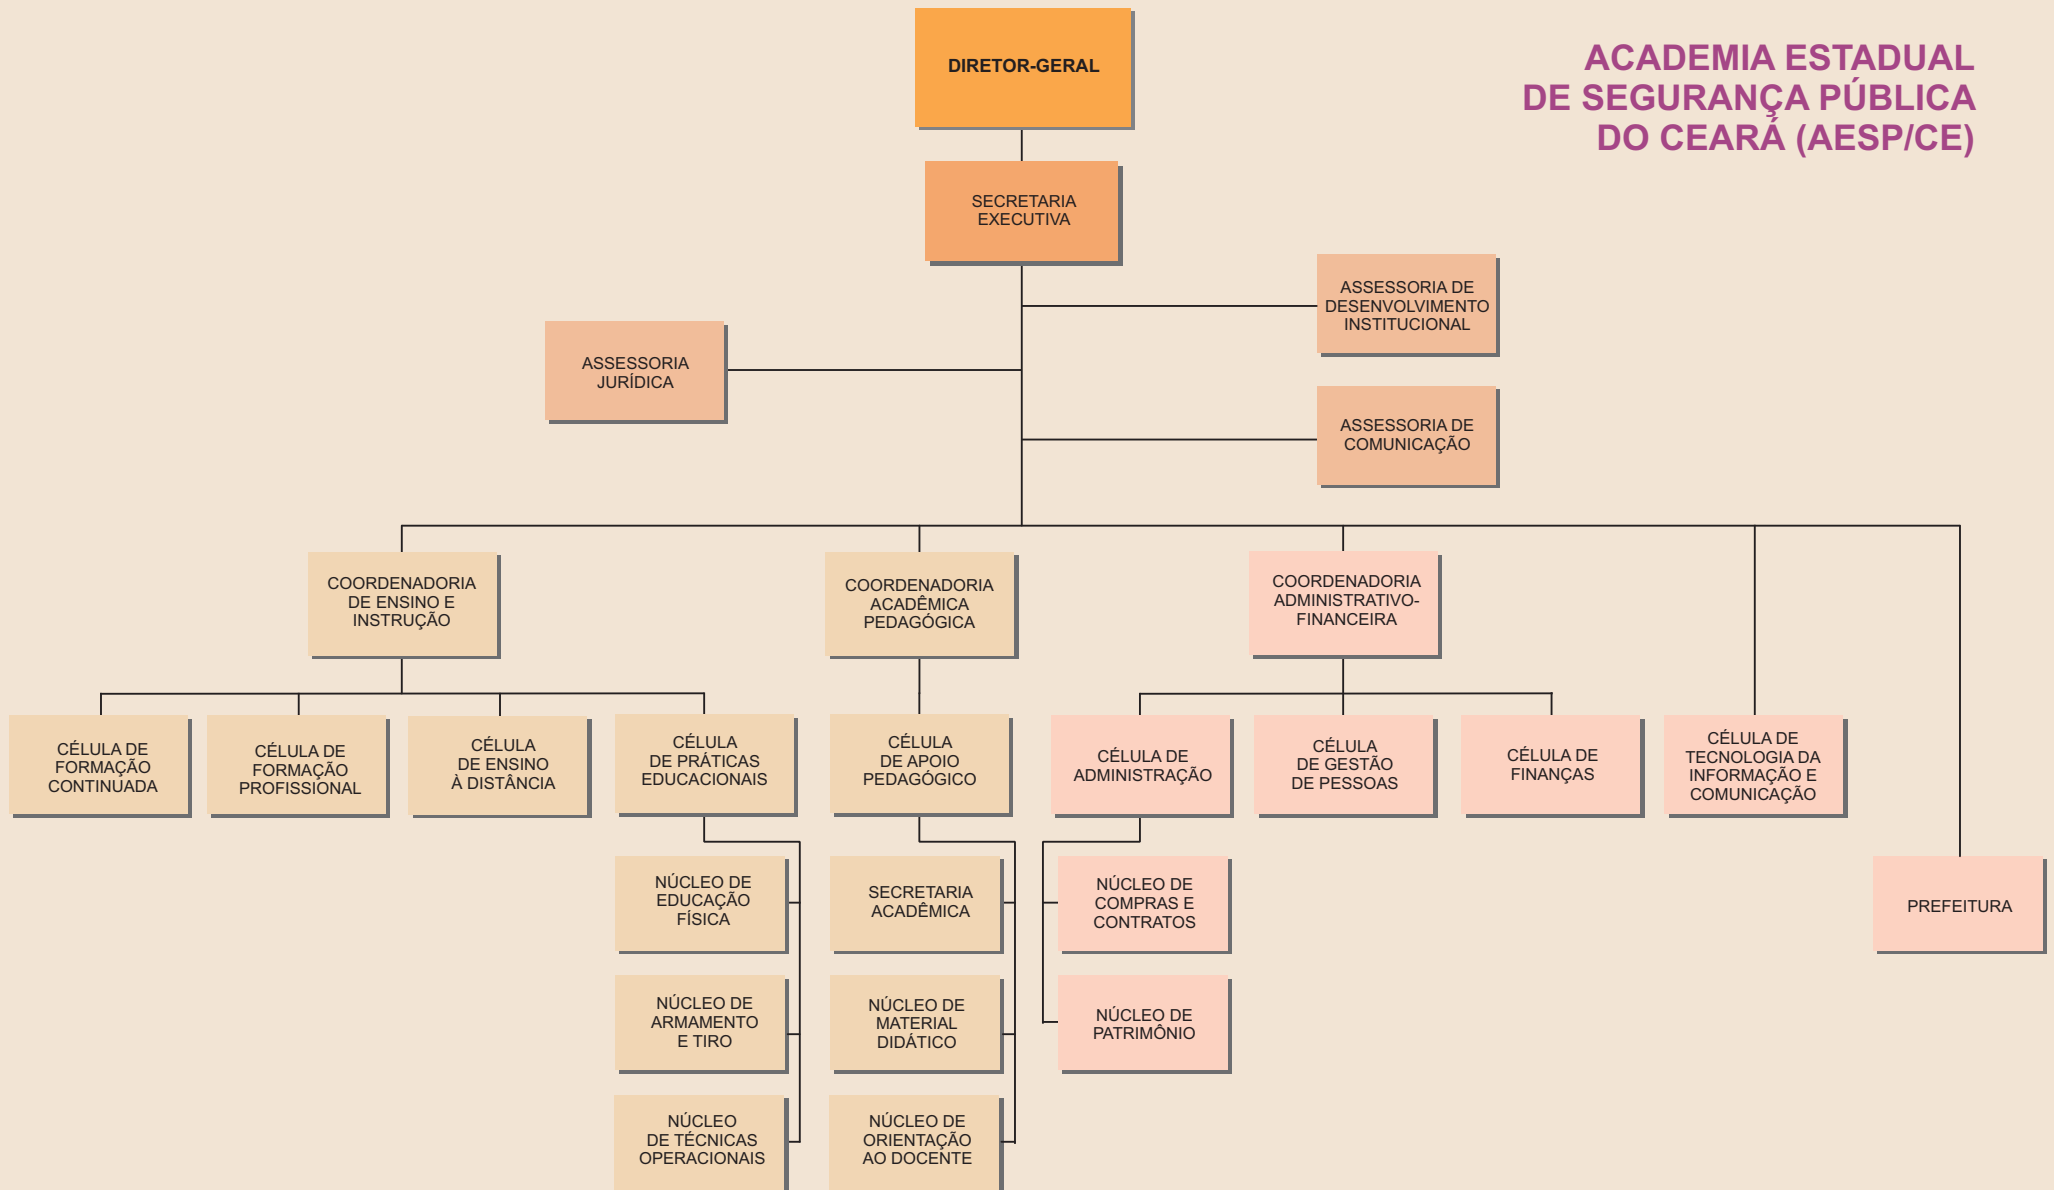 DIRETOR-GERAL
ACADEMIA ESTADUAL
DE SEGURANÇA PÚBLICA
DO CEARÁ (AESP/CE)
SECRETARIA
EXECUTIVA
ASSESSORIA DE
DESENVOLVIMENTO
INSTITUCIONAL
ASSESSORIA
JURÍDICA
ASSESSORIA DE
COMUNICAÇÃO
COORDENADORIA
DE ENSINO E
INSTRUÇÃO
COORDENADORIA
ACADÊMICA
PEDAGÓGICA
COORDENADORIA
ADMINISTRATIVO-
FINANCEIRA
CÉLULA DE
FORMAÇÃO
CONTINUADA
CÉLULA DE
FORMAÇÃO
PROFISSIONAL
CÉLULA
DE ENSINO
À DISTÂNCIA
CÉLULA
DE PRÁTICAS
EDUCACIONAIS
CÉLULA
DE APOIO
PEDAGÓGICO
CÉLULA DE
ADMINISTRAÇÃO
CÉLULA
DE GESTÃO
DE PESSOAS
CÉLULA DE
FINANÇAS
CÉLULA DE
TECNOLOGIA DA
INFORMAÇÃO E
COMUNICAÇÃO
NÚCLEO DE
EDUCAÇÃO
FÍSICA
SECRETARIA
ACADÊMICA
NÚCLEO DE
COMPRAS E
CONTRATOS
PREFEITURA
NÚCLEO DE
ARMAMENTO
E TIRO
NÚCLEO DE
MATERIAL
DIDÁTICO
NÚCLEO DE
PATRIMÔNIO
NÚCLEO
DE TÉCNICAS
OPERACIONAIS
NÚCLEO DE
ORIENTAÇÃO
AO DOCENTE